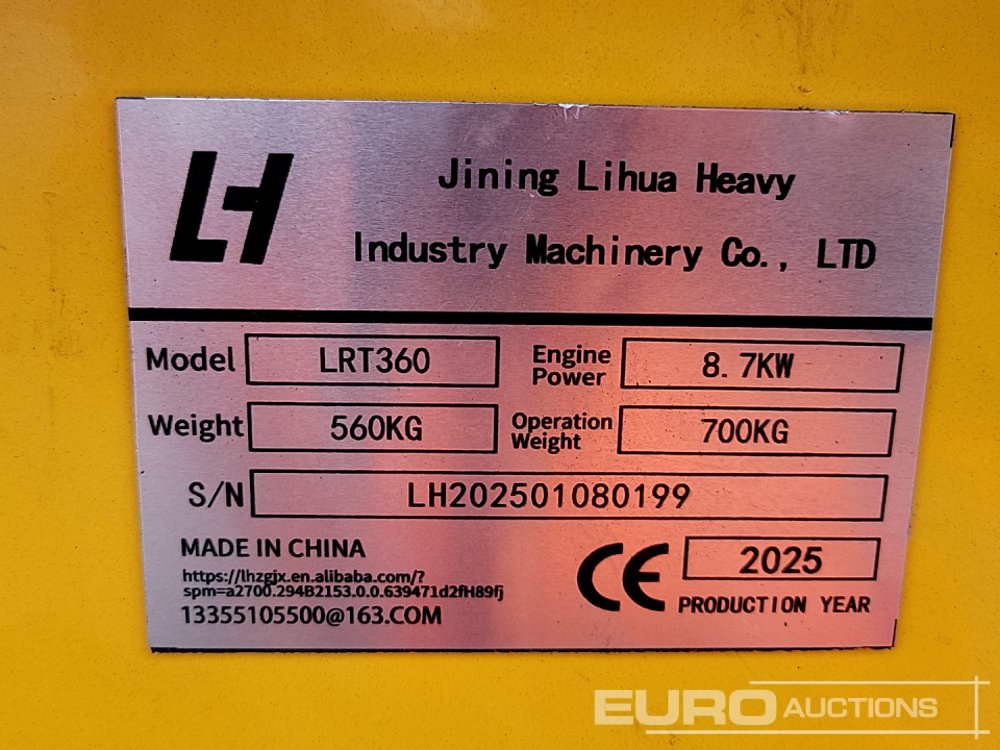 LH
Jining Lihua Heavy
Industry Machinery Co., LTD
Model LRT360
Engine Power 8.7KW
Weight 560KG
Operation Weight 700KG
S/N LH202501080199
MADE IN CHINA
https://lhzgjx.en.alibaba.com/?
spm=a2700.294B2153.0.0.639471d2fH89fj
13355105500@163.COM
CE
2025
PRODUCTION YEAR
EURO AUCTIONS